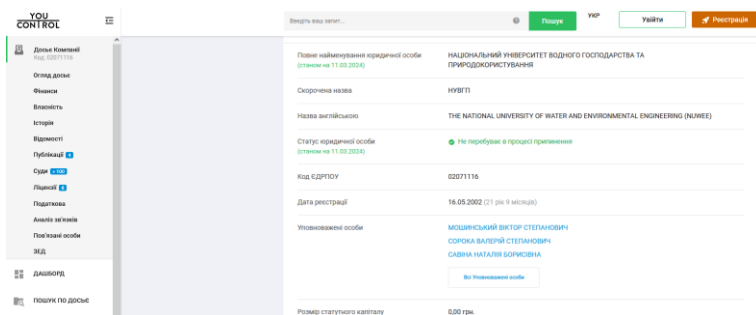 YOU
CONTROL
Введіть ваш запит...
Пошук
УКР
Увійти
Реєстрація
Досьє Компанії
Код: 02071116
Огляд досьє
Фінанси
Власність
Історія
Відомості
Публікації 4
Суди + 100
Ліцензії
Податкова
Аналіз зв'язків
Пов'язані особи
ЗЕД
ДАШБОРД
ПОШУК ПО ДОСЬЄ
Повне найменування юридичної особи
(станом на 11.03.2024)
НАЦІОНАЛЬНИЙ УНІВЕРСИТЕТ ВОДНОГО ГОСПОДАРСТВА ТА
ПРИРОДОКОРИСТУВАННЯ
Скорочена назва
НУВГП
Назва англійською
THE NATIONAL UNIVERSITY OF WATER AND ENVIRONMENTAL ENGINEERING (NUWEE)
Статус юридичної особи
(станом на 11.03.2024)
Не перебуває в процесі припинення
Код ЄДРПОУ
02071116
Дата реєстрації
16.05.2002 (21 рік 9 місяців)
Уповноважені особи
МОШИНСЬКИЙ ВІКТОР СТЕПАНОВИЧ
СОРОКА ВАЛЕРІЙ СТЕПАНОВИЧ
САВІНА НАТАЛІЯ БОРИСІВНА
Всі Уповноважені особи
Розмір статутного капіталу
0,00 грн.